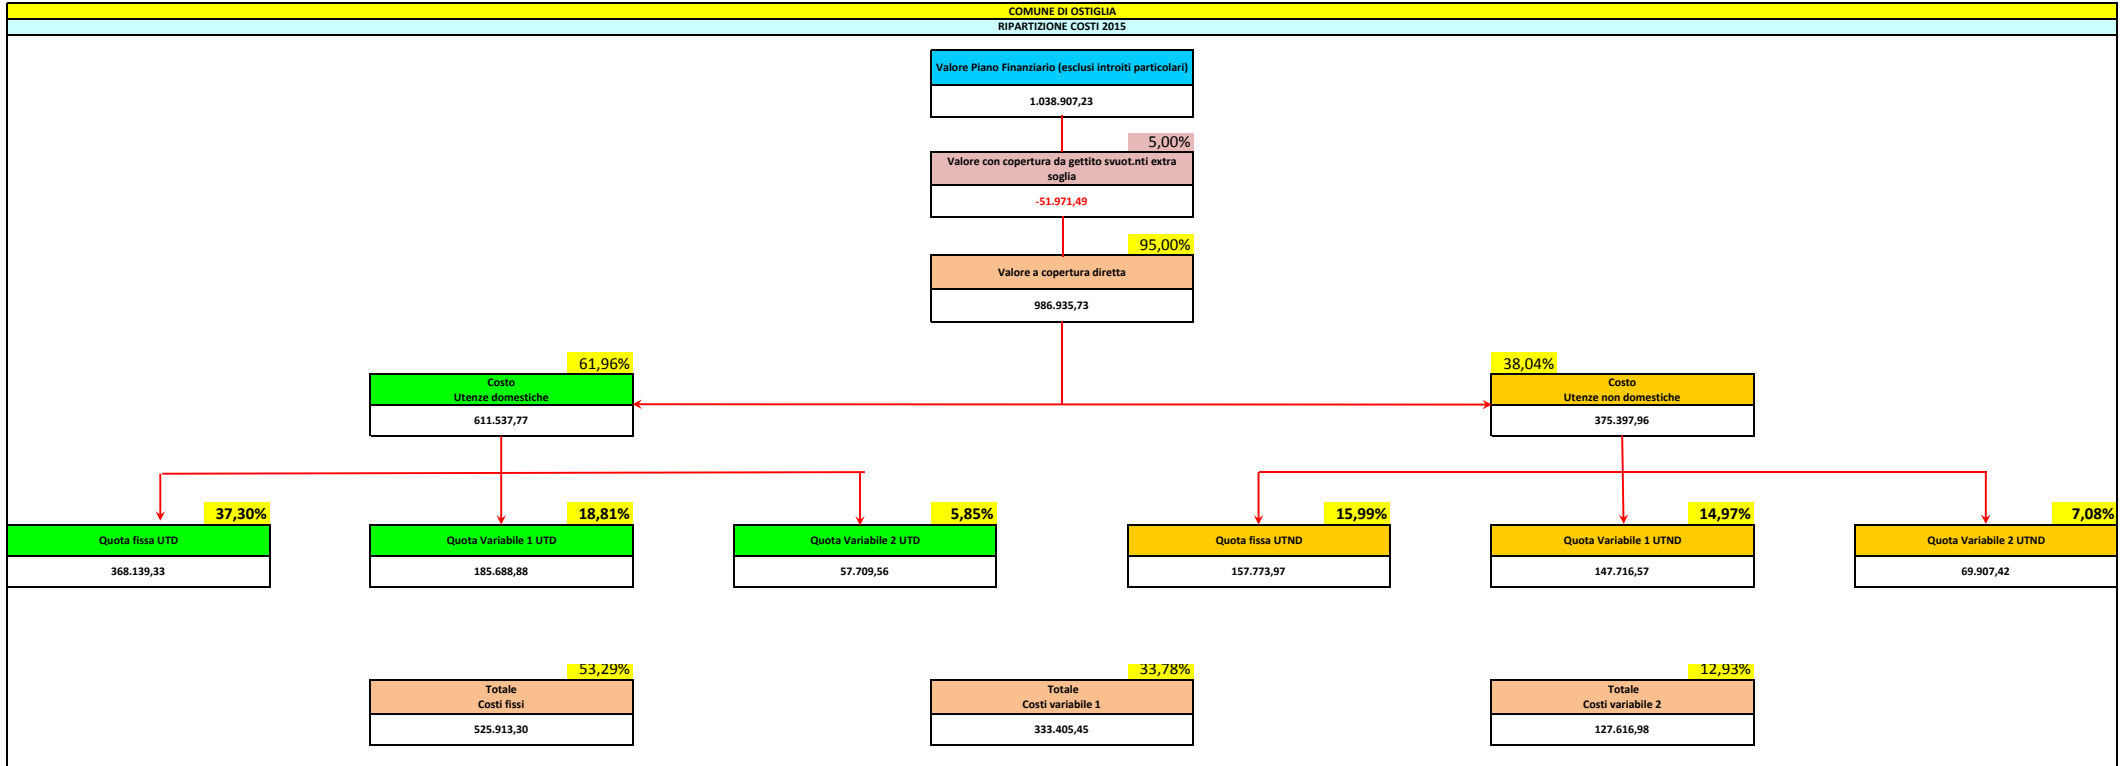 COMUNE DI OSTIGLIA
RIPARTIZIONE COSTI 2015
Valore Piano Finanziario (esclusi introiti particolari)
1.038.907,23
5,00%
Valore con copertura da gettito svuot.nti extra
soglia
-51.971,49
95,00%
Valore a copertura diretta
986.935,73
61,96%
Costo
Utenze domestiche
611.537,77
38,04%
Costo
Utenze non domestiche
375.397,96
37,30%
Quota fissa UTD
368.139,33
18,81%
Quota Variabile 1 UTD
185.688,88
5,85%
Quota Variabile 2 UTD
57.709,56
15,99%
Quota fissa UTND
157.773,97
14,97%
Quota Variabile 1 UTND
147.716,57
7,08%
Quota Variabile 2 UTND
69.907,42
53,29%
Totale
Costi fissi
525.913,30
33,78%
Totale
Costi variabile 1
333.405,45
12,93%
Totale
Costi variabile 2
127.616,98